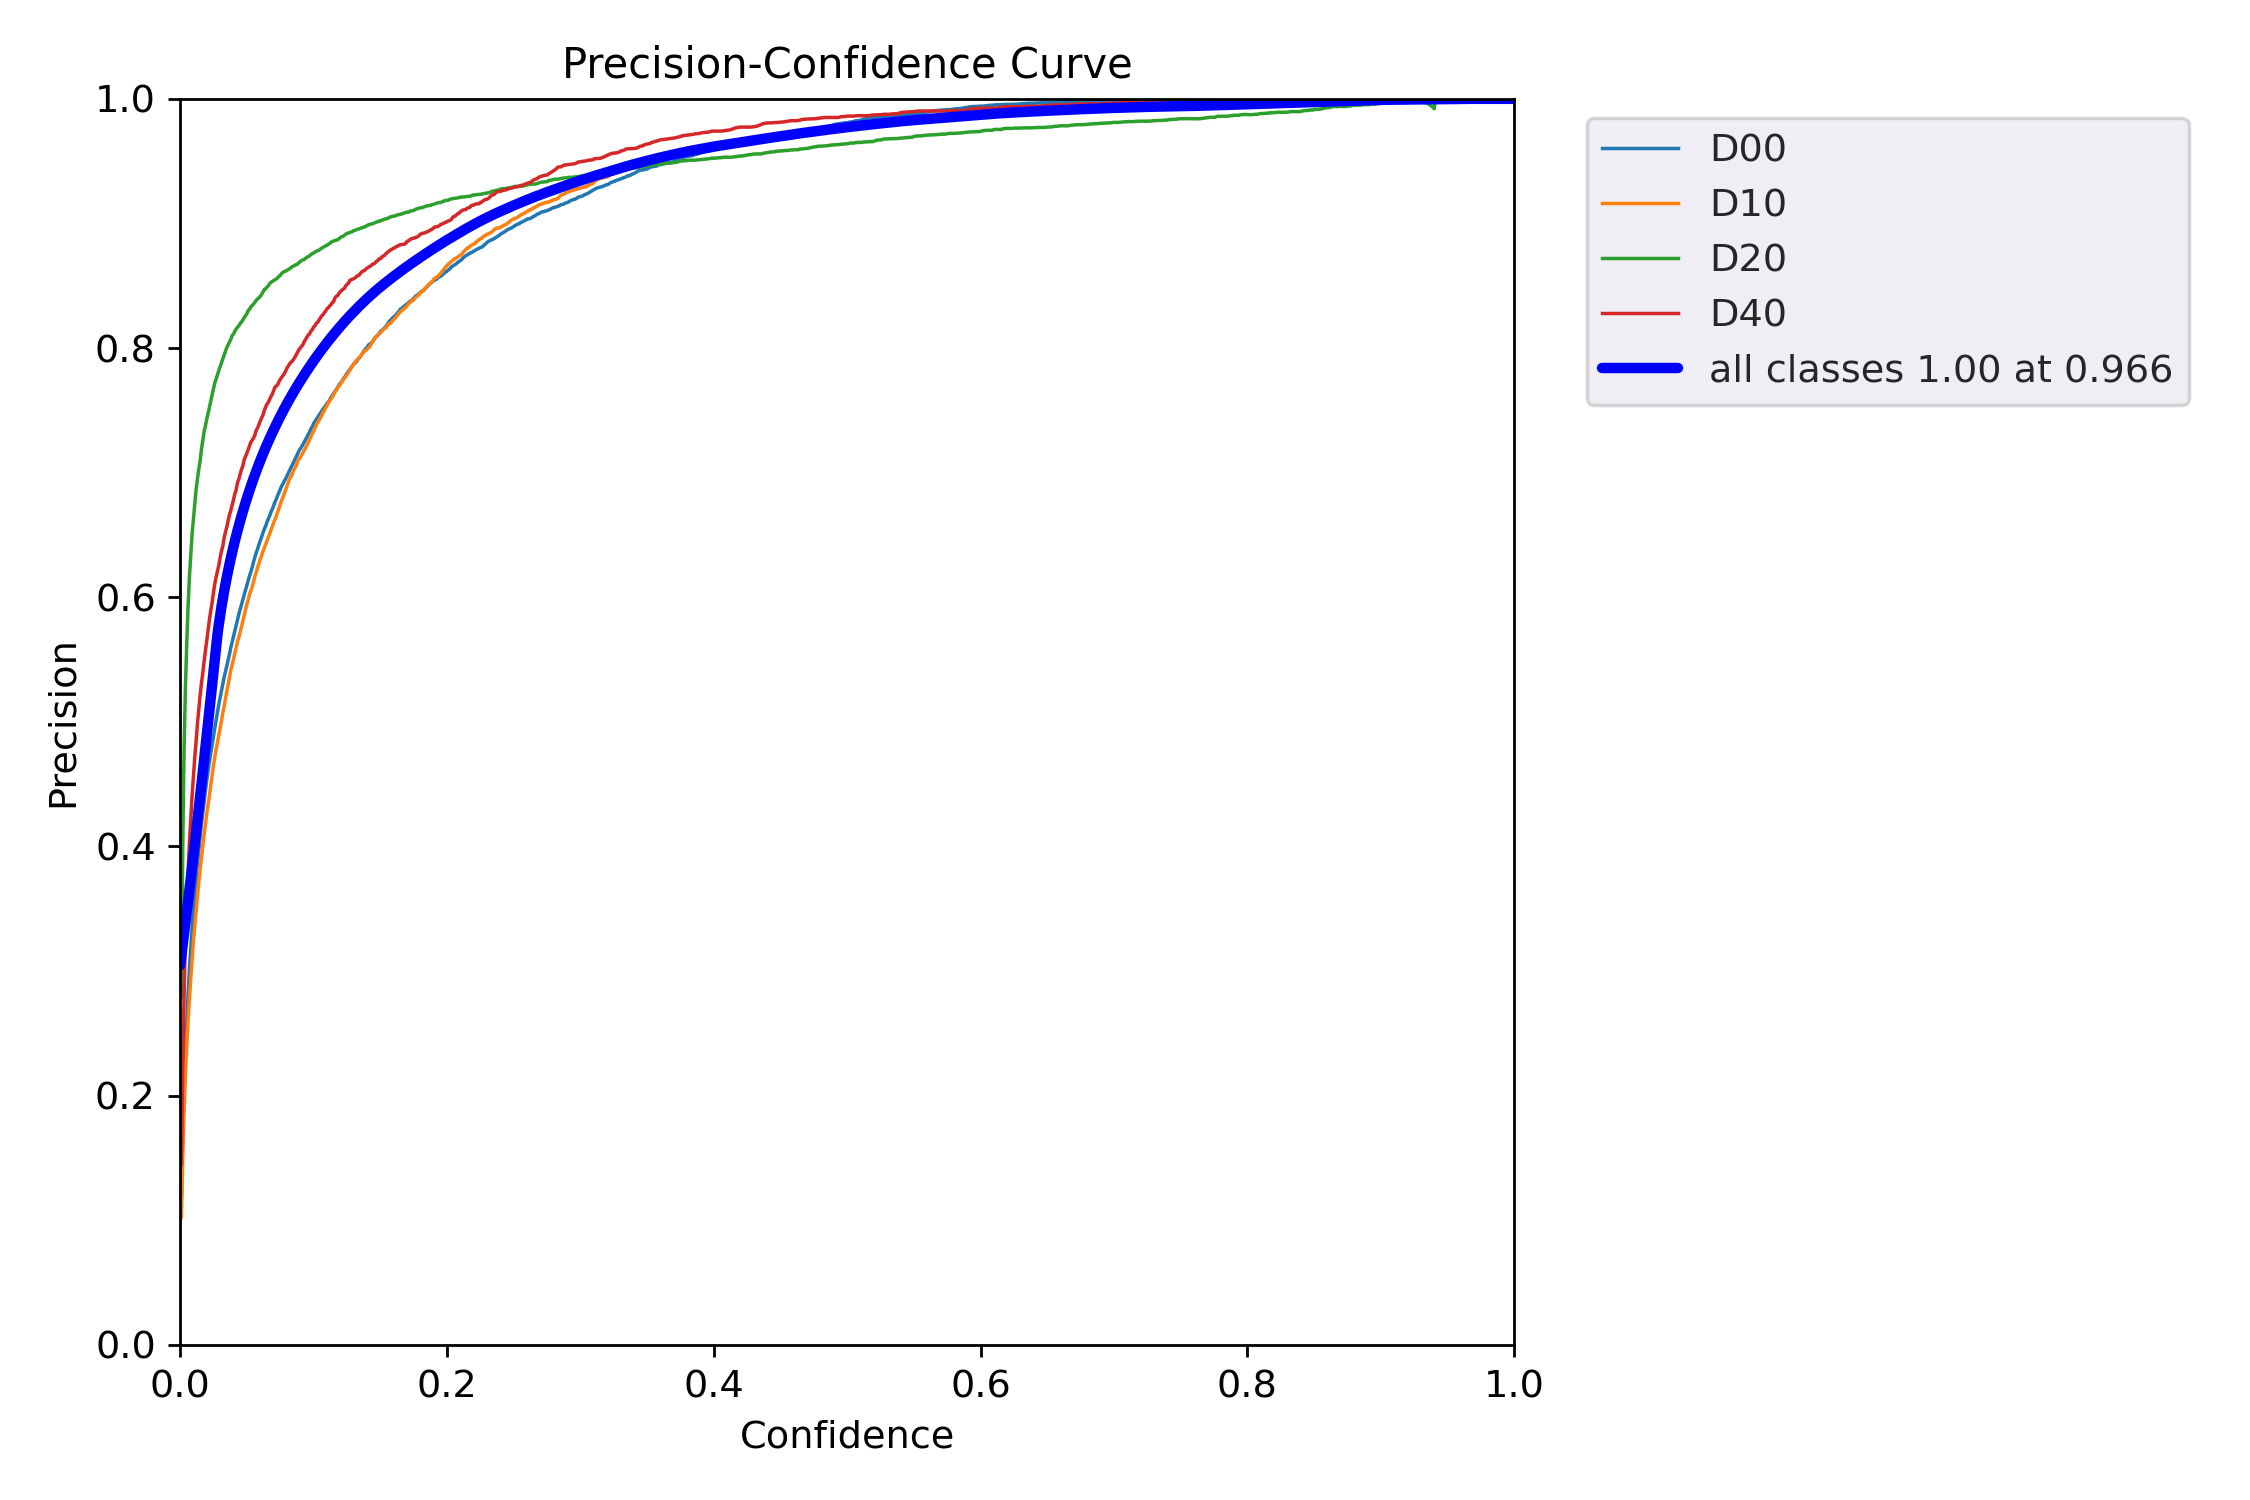 Precision-Confidence Curve
1.0
0.8
0.6
0.4
0.2
0.0
Precision
0.0 0.2 0.4 0.6 0.8 1.0
Confidence
D00
D10
D20
D40
all classes 1.00 at 0.966